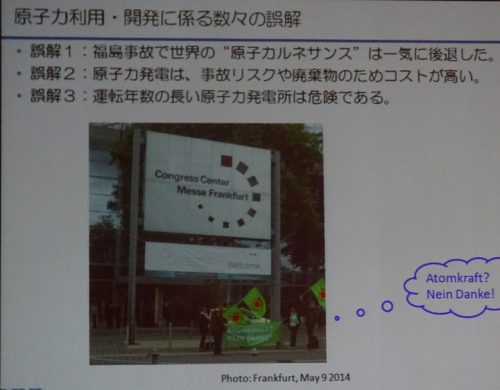 原子力利用・開発に係る数々の誤解
• 誤解1：福島事故で世界の“原子力ルネサンス”は一気に後退した。
• 誤解2：原子力発電は、事故リスクや廃棄物のためコストが高い。
• 誤解3：運転年数の長い原子力発電所は危険である。
Congress Center
Messe Frankfurt
Welcome
ATOMKRAFT
NEIN DANKE
Atomkraft?
Nein Danke!
Photo: Frankfurt, May 9 2014